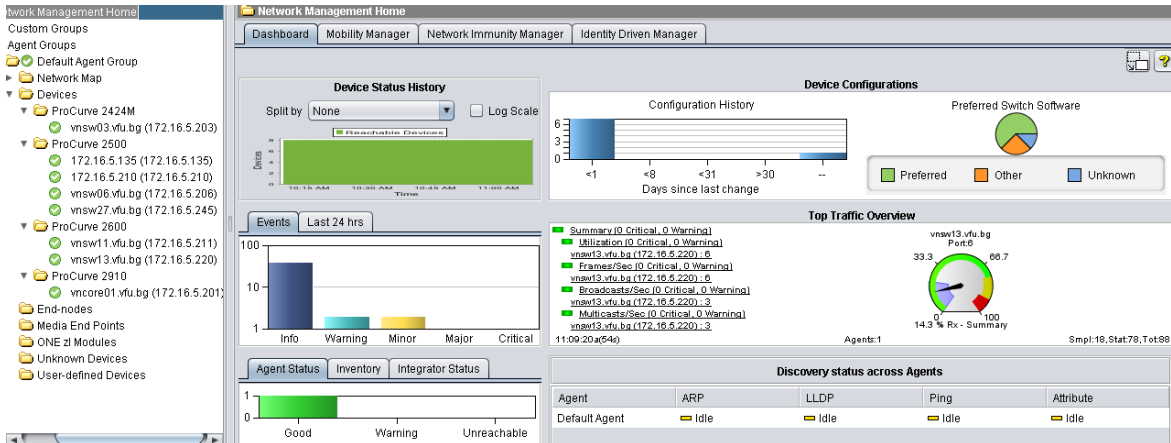 etwork Management Home
Custom Groups
Agent Groups
Default Agent Group
Network Map
Devices
ProCurve 2424M
vnsw03.vfu.bg (172.16.5.203)
ProCurve 2500
172.16.5.135 (172.16.5.135)
172.16.5.210 (172.16.5.210)
vnsw06.vfu.bg (172.16.5.206)
vnsw27.vfu.bg (172.16.5.245)
ProCurve 2600
vnsw11.vfu.bg (172.16.5.211)
vnsw13.vfu.bg (172.16.5.220)
ProCurve 2910
vncore01.vfu.bg (172.16.5.201)
End-nodes
Media End Points
ONE zl Modules
Unknown Devices
User-defined Devices
Network Management Home
Dashboard Mobility Manager Network Immunity Manager Identity Driven Manager
?
Device Status History
Split by None Log Scale
Reachable Devices
Devices
8
6
4
2
0
10:15 AM 10:30 AM 10:45 AM 11:00 AM
Time
Device Configurations
Configuration History
6
3
0
<1 <8 <31 >30 --
Days since last change
Preferred Switch Software
Preferred Other Unknown
Events Last 24 hrs
100
10
1
Info Warning Minor Major Critical
Top Traffic Overview
Summary (0 Critical, 0 Warning)
Utilization (0 Critical, 0 Warning)
vnsw13.vfu.bg (172.16.5.220) : 6
Frames/Sec (0 Critical, 0 Warning)
vnsw13.vfu.bg (172.16.5.220) : 6
Broadcasts/Sec (0 Critical, 0 Warning)
vnsw13.vfu.bg (172.16.5.220) : 3
Multicasts/Sec (0 Critical, 0 Warning)
vnsw13.vfu.bg (172.16.5.220) : 3
vnsw13.vfu.bg
Port:6
33.3 66.7
0 100
14.3 % Rx - Summary
11:09:20a(54s) Agents:1 Smpl:18,Stat:78,Tot:88
Agent Status Inventory Integrator Status
1
0
Good Warning Unreachable
Discovery status across Agents
Agent ARP LLDP Ping Attribute
Default Agent Idle Idle Idle Idle